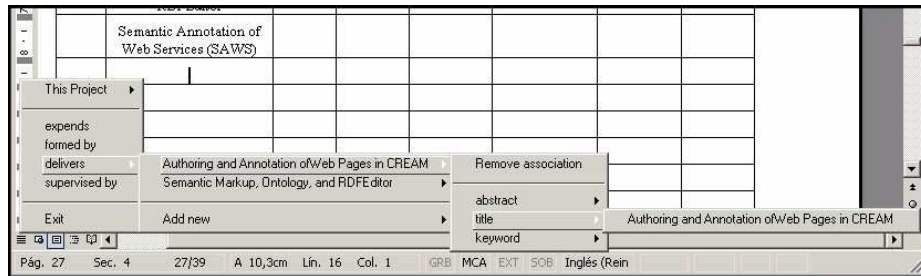 RDF Editor
Semantic Annotation of
Web Services (SAWS)
This Project
expends
formed by
delivers
supervised by
Exit
Authoring and Annotation ofWeb Pages in CREAM
Semantic Markup, Ontology, and RDFEditor
Add new
Remove association
abstract
title
keyword
Authoring and Annotation ofWeb Pages in CREAM
Pág. 27 Sec. 4 27/39 A 10,3cm Lín. 16 Col. 1 GRB MCA EXT SOB Inglés (Rein